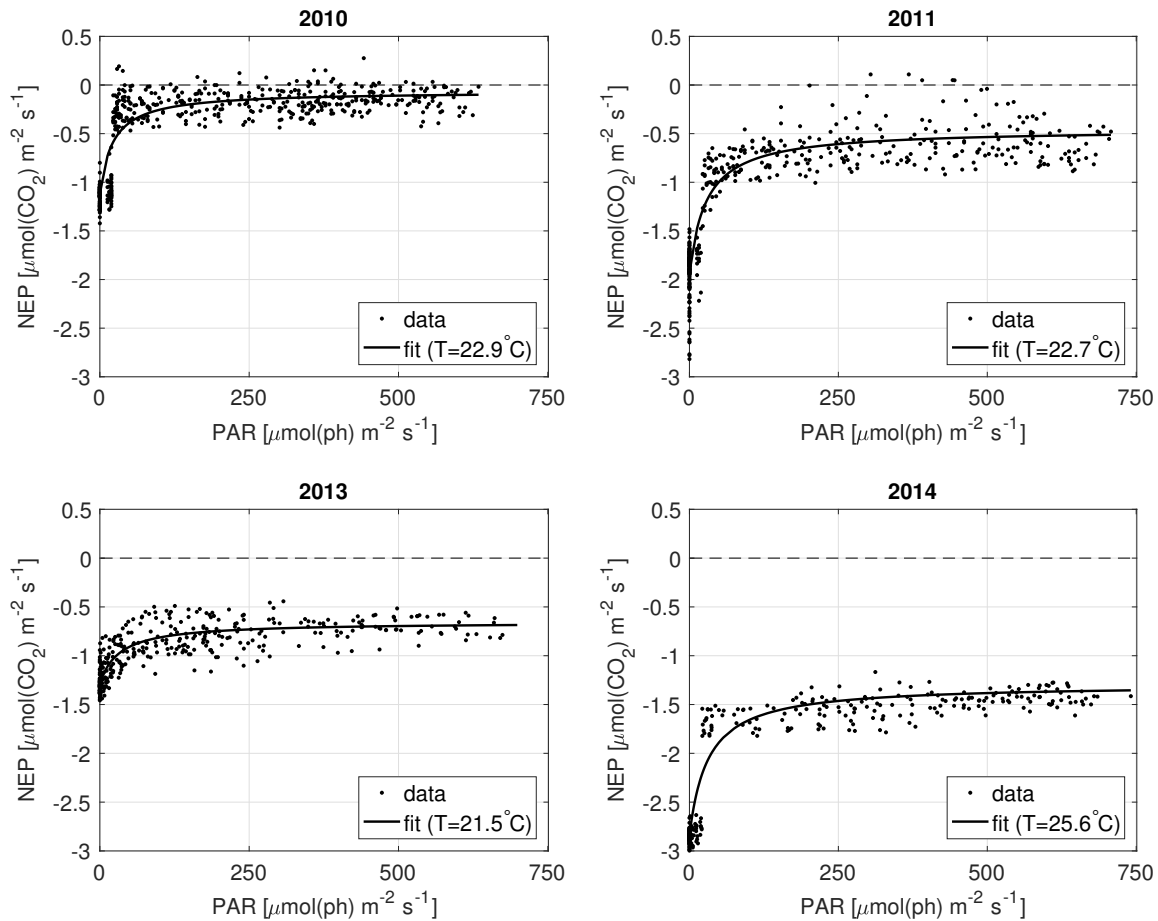 2010
0.5
0
-0.5
-1
-1.5
-2
-2.5
-3
NEP [μmol(CO₂) m⁻² s⁻¹]
data
fit (T=22.9°C)
0 250 500 750
PAR [μmol(ph) m⁻² s⁻¹]
2011
0.5
0
-0.5
-1
-1.5
-2
-2.5
-3
NEP [μmol(CO₂) m⁻² s⁻¹]
data
fit (T=22.7°C)
0 250 500 750
PAR [μmol(ph) m⁻² s⁻¹]
2013
0.5
0
-0.5
-1
-1.5
-2
-2.5
-3
NEP [μmol(CO₂) m⁻² s⁻¹]
data
fit (T=21.5°C)
0 250 500 750
PAR [μmol(ph) m⁻² s⁻¹]
2014
0.5
0
-0.5
-1
-1.5
-2
-2.5
-3
NEP [μmol(CO₂) m⁻² s⁻¹]
data
fit (T=25.6°C)
0 250 500 750
PAR [μmol(ph) m⁻² s⁻¹]